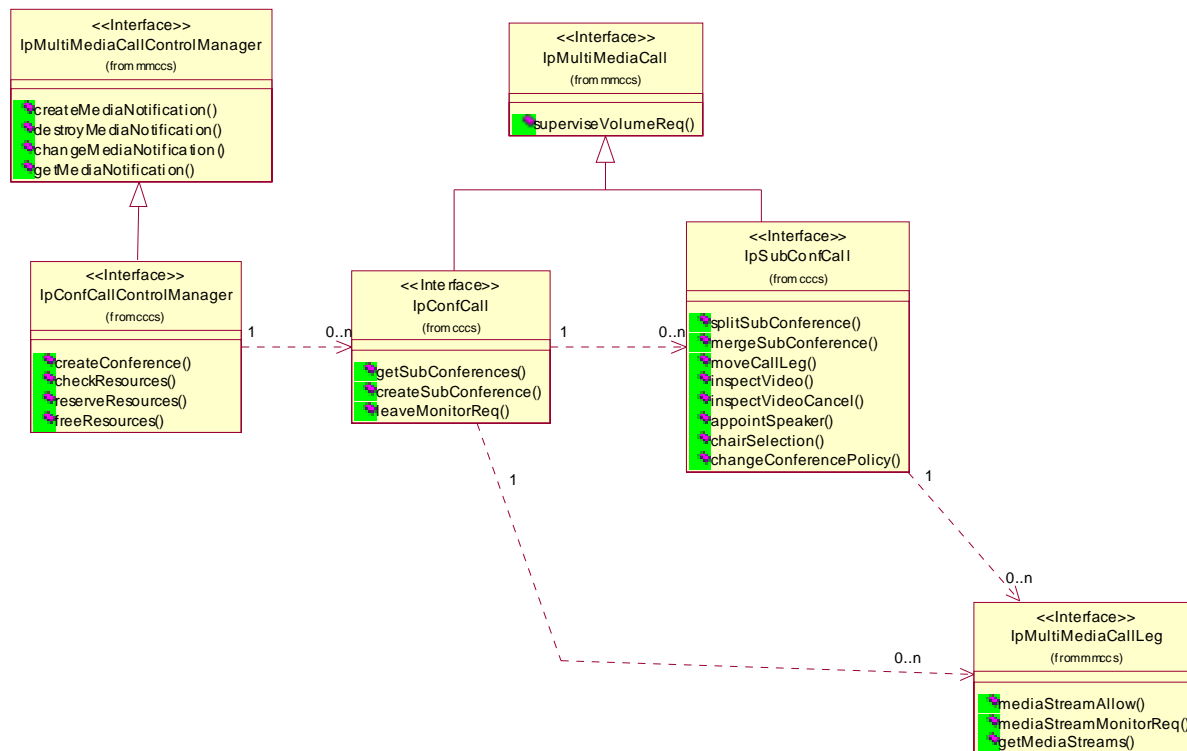 <<Interface>>
IpMultiMediaCallControlManager
(from mmccs)
createMediaNotification()
destroyMediaNotification()
changeMediaNotification()
getMediaNotification()
<<Interface>>
IpMultiMediaCall
(from mmccs)
superviseVolumeReq()
<<Interface>>
IpConfCallControlManager
(from cccs)
createConference()
checkResources()
reserveResources()
freeResources()
1
0..n
<<Interface>>
IpConfCall
(from cccs)
getSubConferences()
createSubConference()
leaveMonitorReq()
1
0..n
<<Interface>>
IpSubConfCall
(from cccs)
splitSubConference()
mergeSubConference()
moveCallLeg()
inspectVideo()
inspectVideoCancel()
appointSpeaker()
chairSelection()
changeConferencePolicy()
1
1
0..n
0..n
<<Interface>>
IpMultiMediaCallLeg
(from mmccs)
mediaStreamAllow()
mediaStreamMonitorReq()
getMediaStreams()